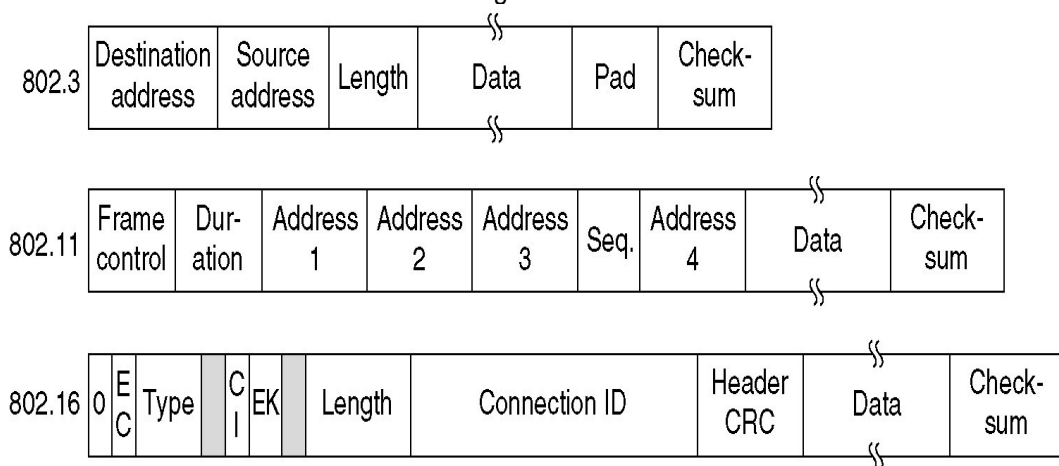 802.3
Destination address
Source address
Length
Data
Pad
Check-
sum
802.11
Frame control
Dur-
ation
Address 1
Address 2
Address 3
Seq.
Address 4
Data
Check-
sum
802.16
0
E
C
Type
C
I
EK
Length
Connection ID
Header CRC
Data
Check-
sum